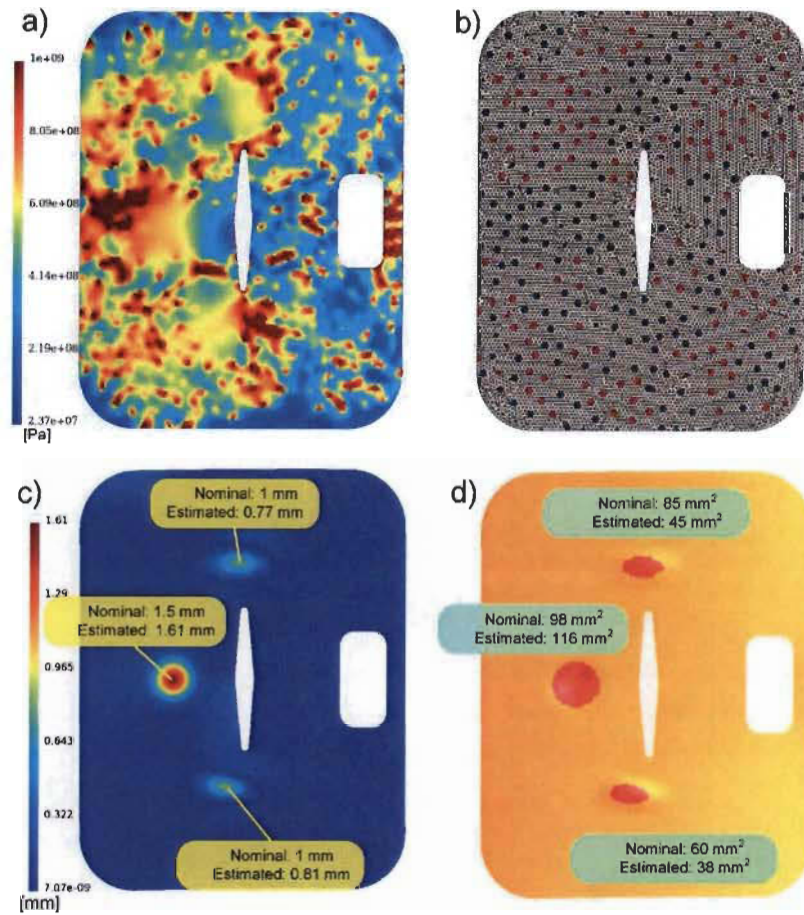 a)
1e+09
8.05e+08
6.09e+08
4.14e+08
2.19e+08
2.37e+07
[Pa]
b)
c)
1.61
1.29
0.965
0.643
0.322
7.07e-09
[mm]
Nominal: 1 mm
Estimated: 0.77 mm
Nominal: 1.5 mm
Estimated: 1.61 mm
Nominal: 1 mm
Estimated: 0.81 mm
d)
Nominal: 85 mm²
Estimated: 45 mm²
Nominal: 98 mm²
Estimated: 116 mm²
Nominal: 60 mm²
Estimated: 38 mm²